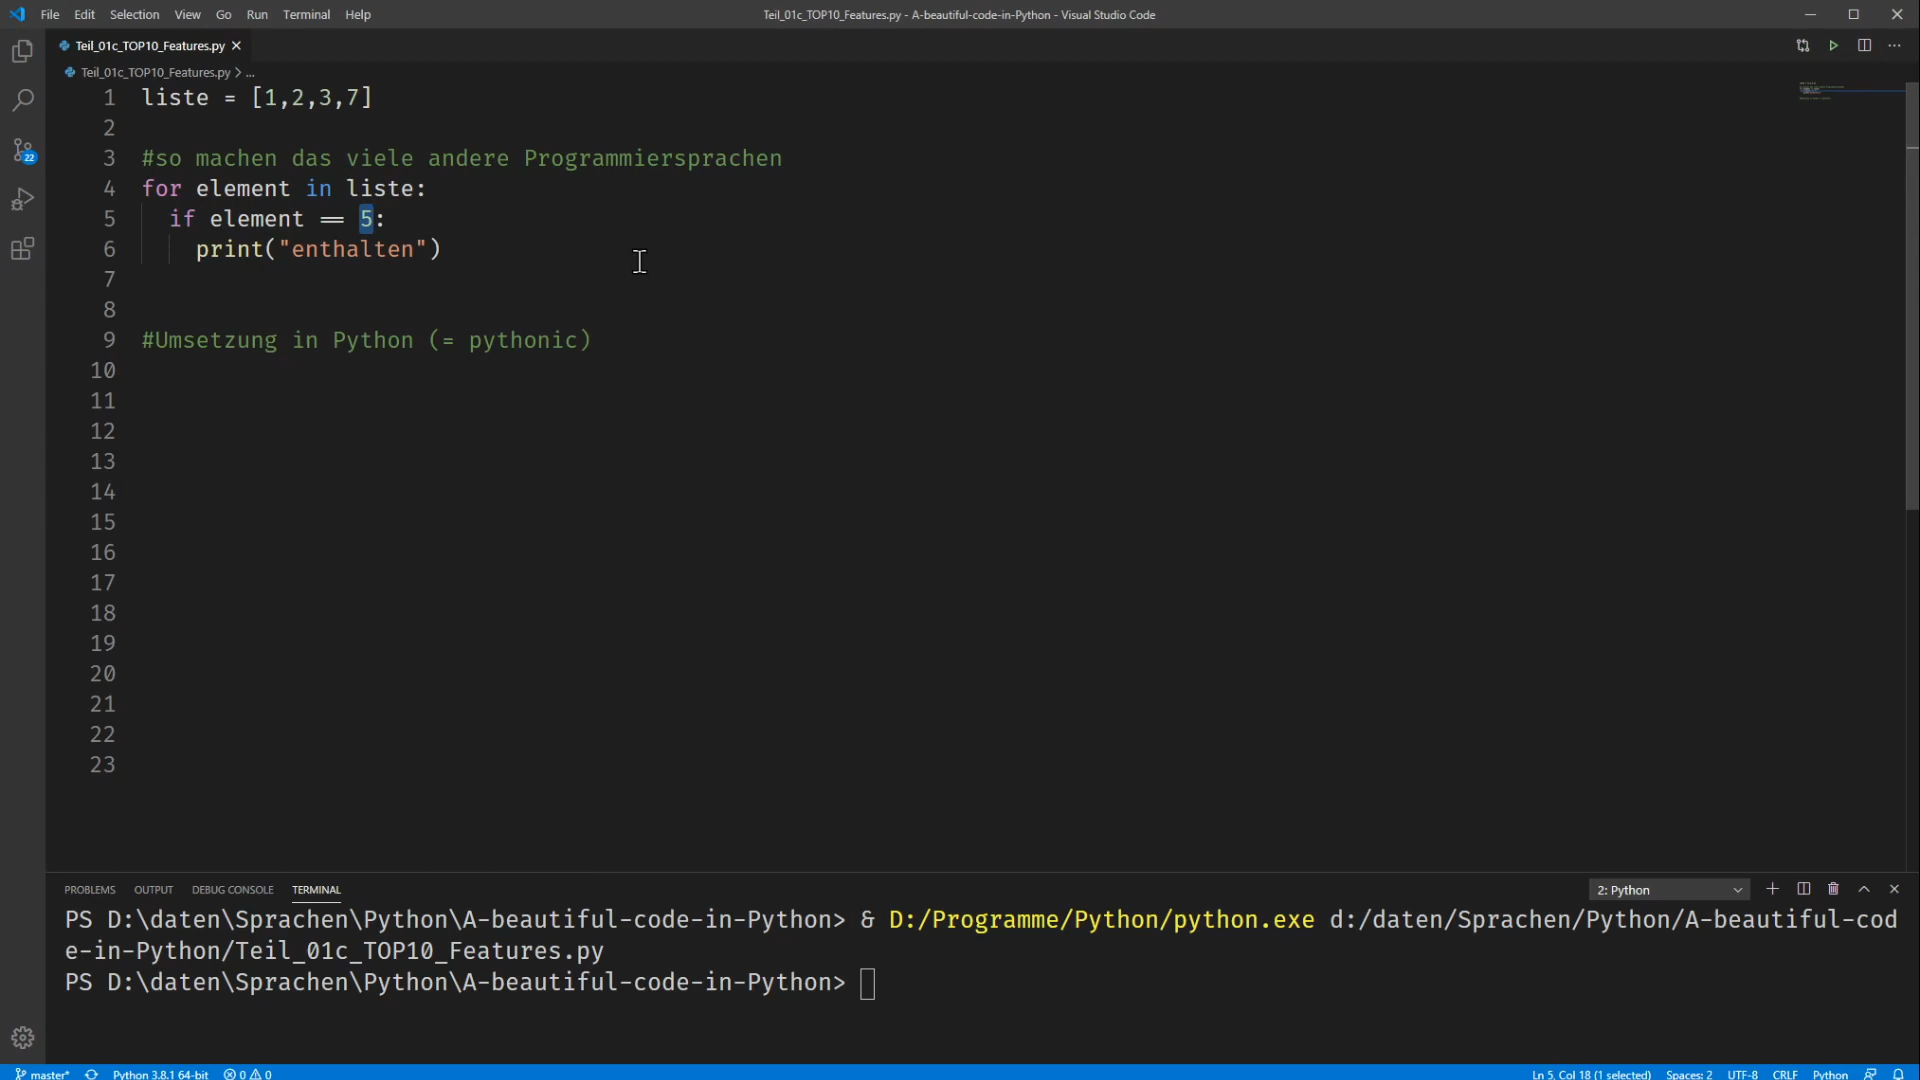 File Edit Selection View Go Run Terminal Help
Teil_01c_TOP10_Features.py - A-beautiful-code-in-Python - Visual Studio Code
Teil_01c_TOP10_Features.py
Teil_01c_TOP10_Features.py > ...
1 liste = [1,2,3,7]
2
3 #so machen das viele andere Programmiersprachen
4 for element in liste:
5 if element == 5:
6 print("enthalten")
7
8
9 #Umsetzung in Python (= pythonic)
10
11
12
13
14
15
16
17
18
19
20
21
22
23
22
PROBLEMS OUTPUT DEBUG CONSOLE TERMINAL 2: Python
PS D:\daten\Sprachen\Python\A-beautiful-code-in-Python> & D:/Programme/Python/python.exe d:/daten/Sprachen/Python/A-beautiful-cod
e-in-Python/Teil_01c_TOP10_Features.py
PS D:\daten\Sprachen\Python\A-beautiful-code-in-Python>
master* Python 3.8.1 64-bit 0 0 Ln 5, Col 18 (1 selected) Spaces: 2 UTF-8 CRLF Python